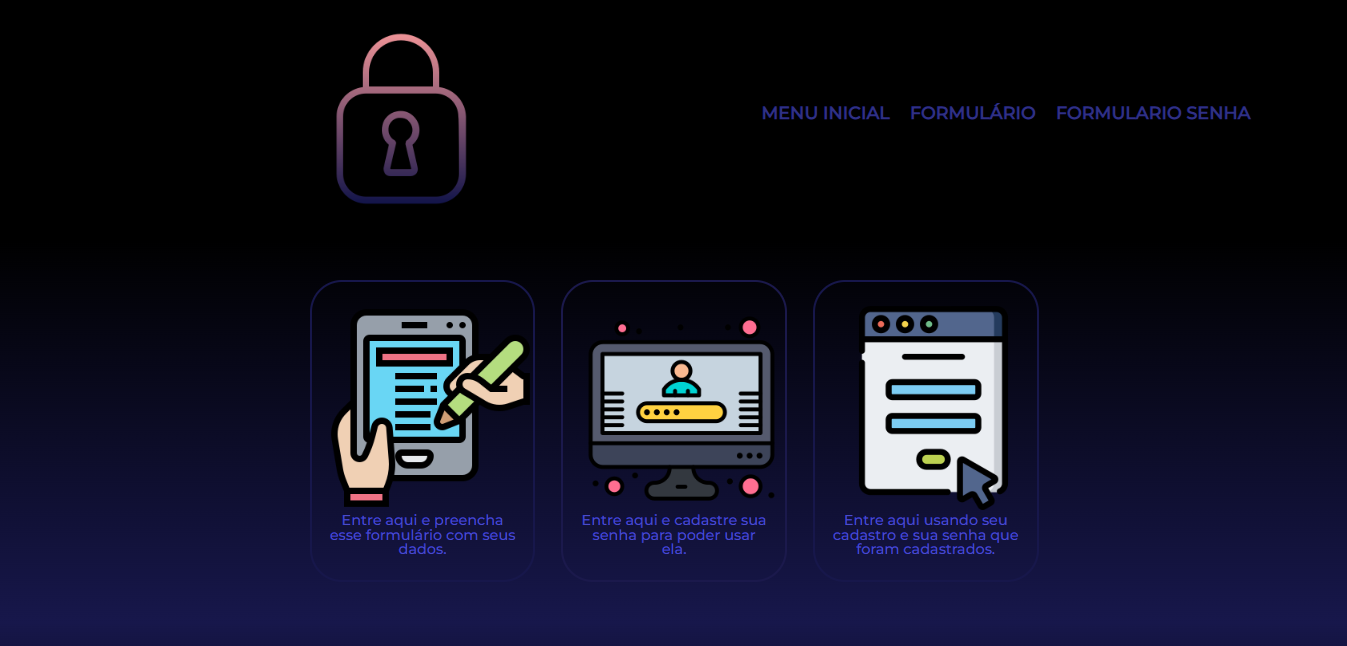 MENU INICIAL FORMULÁRIO FORMULARIO SENHA
Entre aqui e preencha
esse formulário com seus
dados.
Entre aqui e cadastre sua
senha para poder usar
ela.
Entre aqui usando seu
cadastro e sua senha que
foram cadastrados.